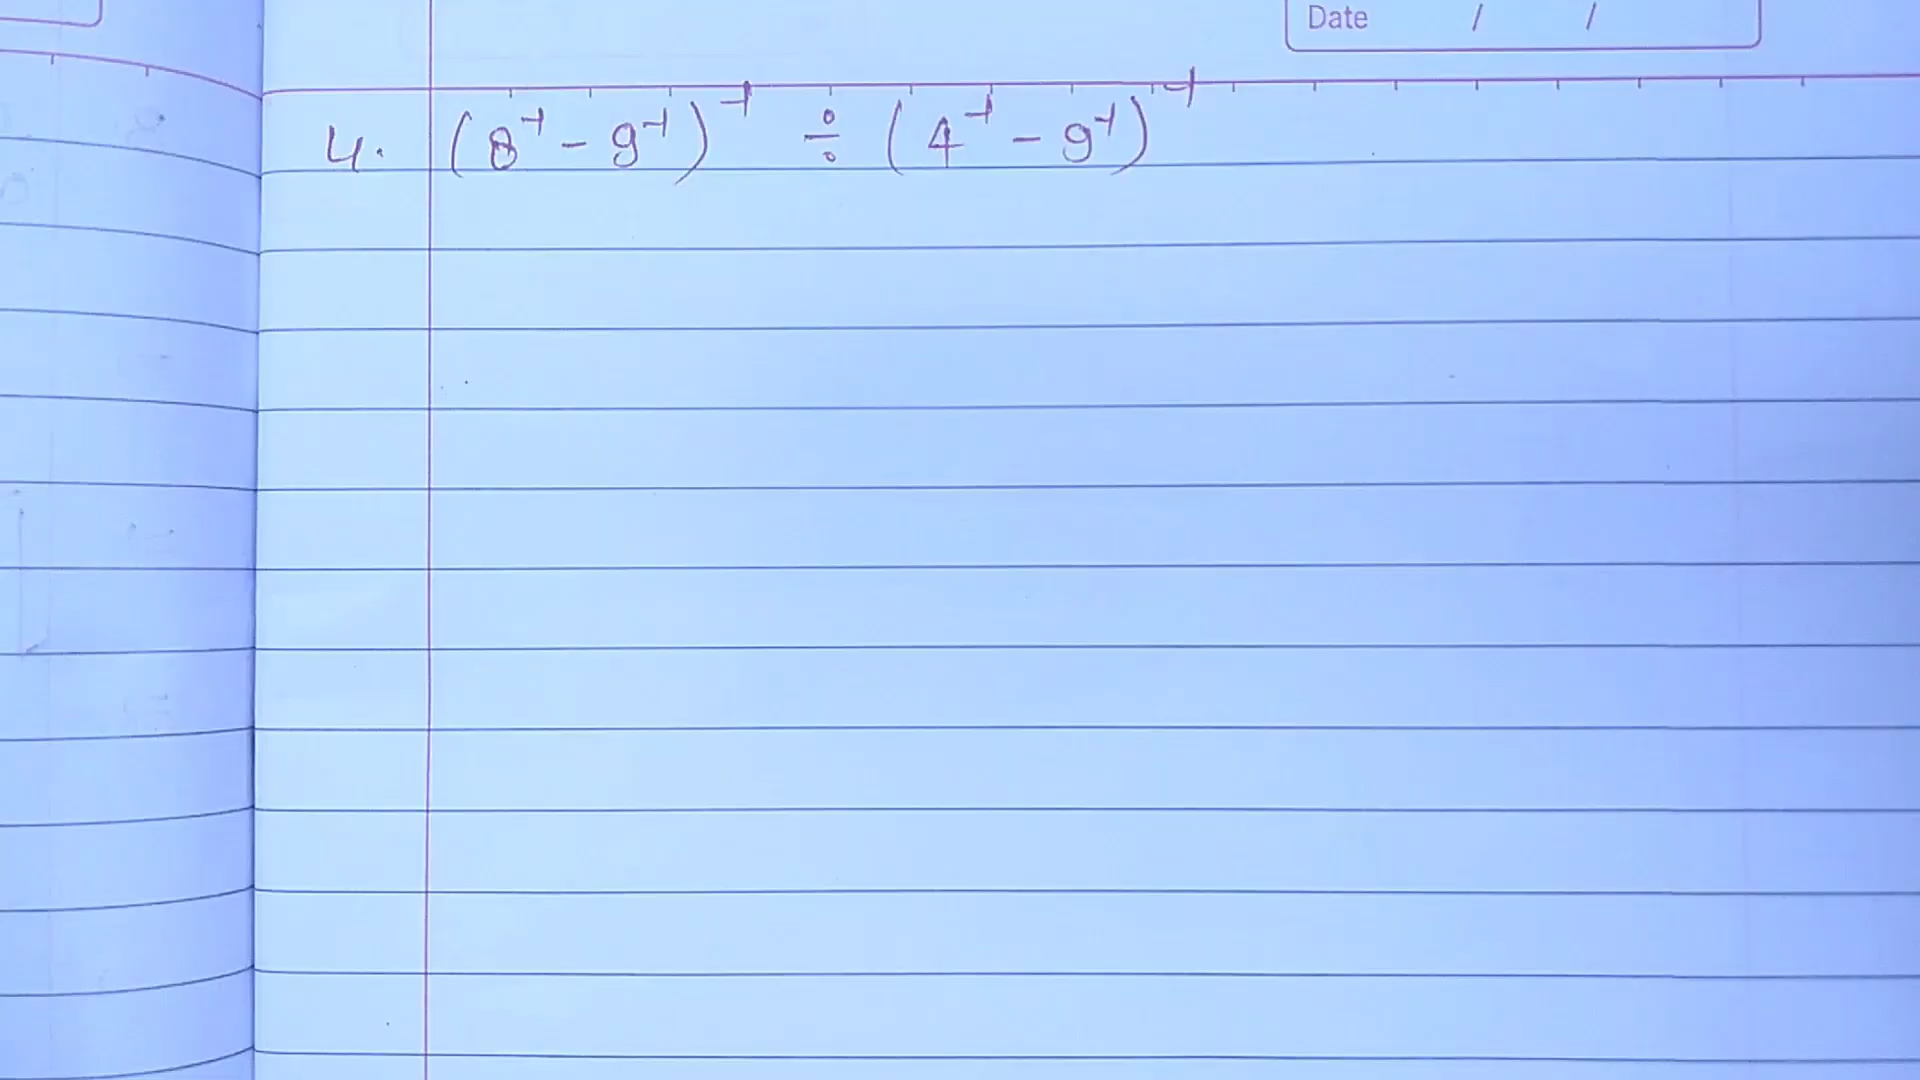 Date / /
4. (8⁻¹ - 9⁻¹)⁻¹ ÷ (4⁻¹ - 9⁻¹)⁻¹